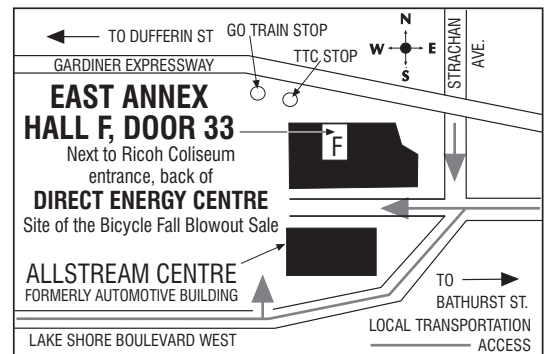 TO DUFFERIN ST
GO TRAIN STOP
TTC STOP
N
W
E
S
STRACHAN
AVE.
GARDINER EXPRESSWAY
EAST ANNEX
HALL F, DOOR 33
F
Next to Ricoh Coliseum
entrance, back of
DIRECT ENERGY CENTRE
Site of the Bicycle Fall Blowout Sale
ALLSTREAM CENTRE
FORMERLY AUTOMOTIVE BUILDING
TO
BATHURST ST.
LOCAL TRANSPORTATION
ACCESS
LAKE SHORE BOULEVARD WEST